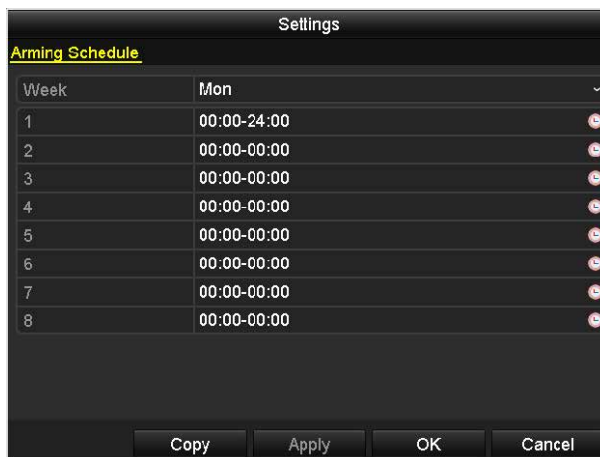 Settings
Arming Schedule
Week Mon
1 00:00-24:00
2 00:00-00:00
3 00:00-00:00
4 00:00-00:00
5 00:00-00:00
6 00:00-00:00
7 00:00-00:00
8 00:00-00:00
Copy Apply OK Cancel